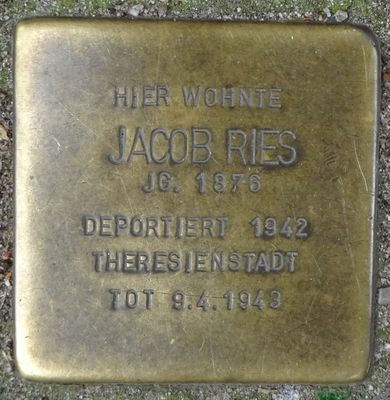 HIER WOHNTE
JACOB RIES
JG. 1876
DEPORTIERT 1942
THERESIENSTADT
TOT 9.4.1943